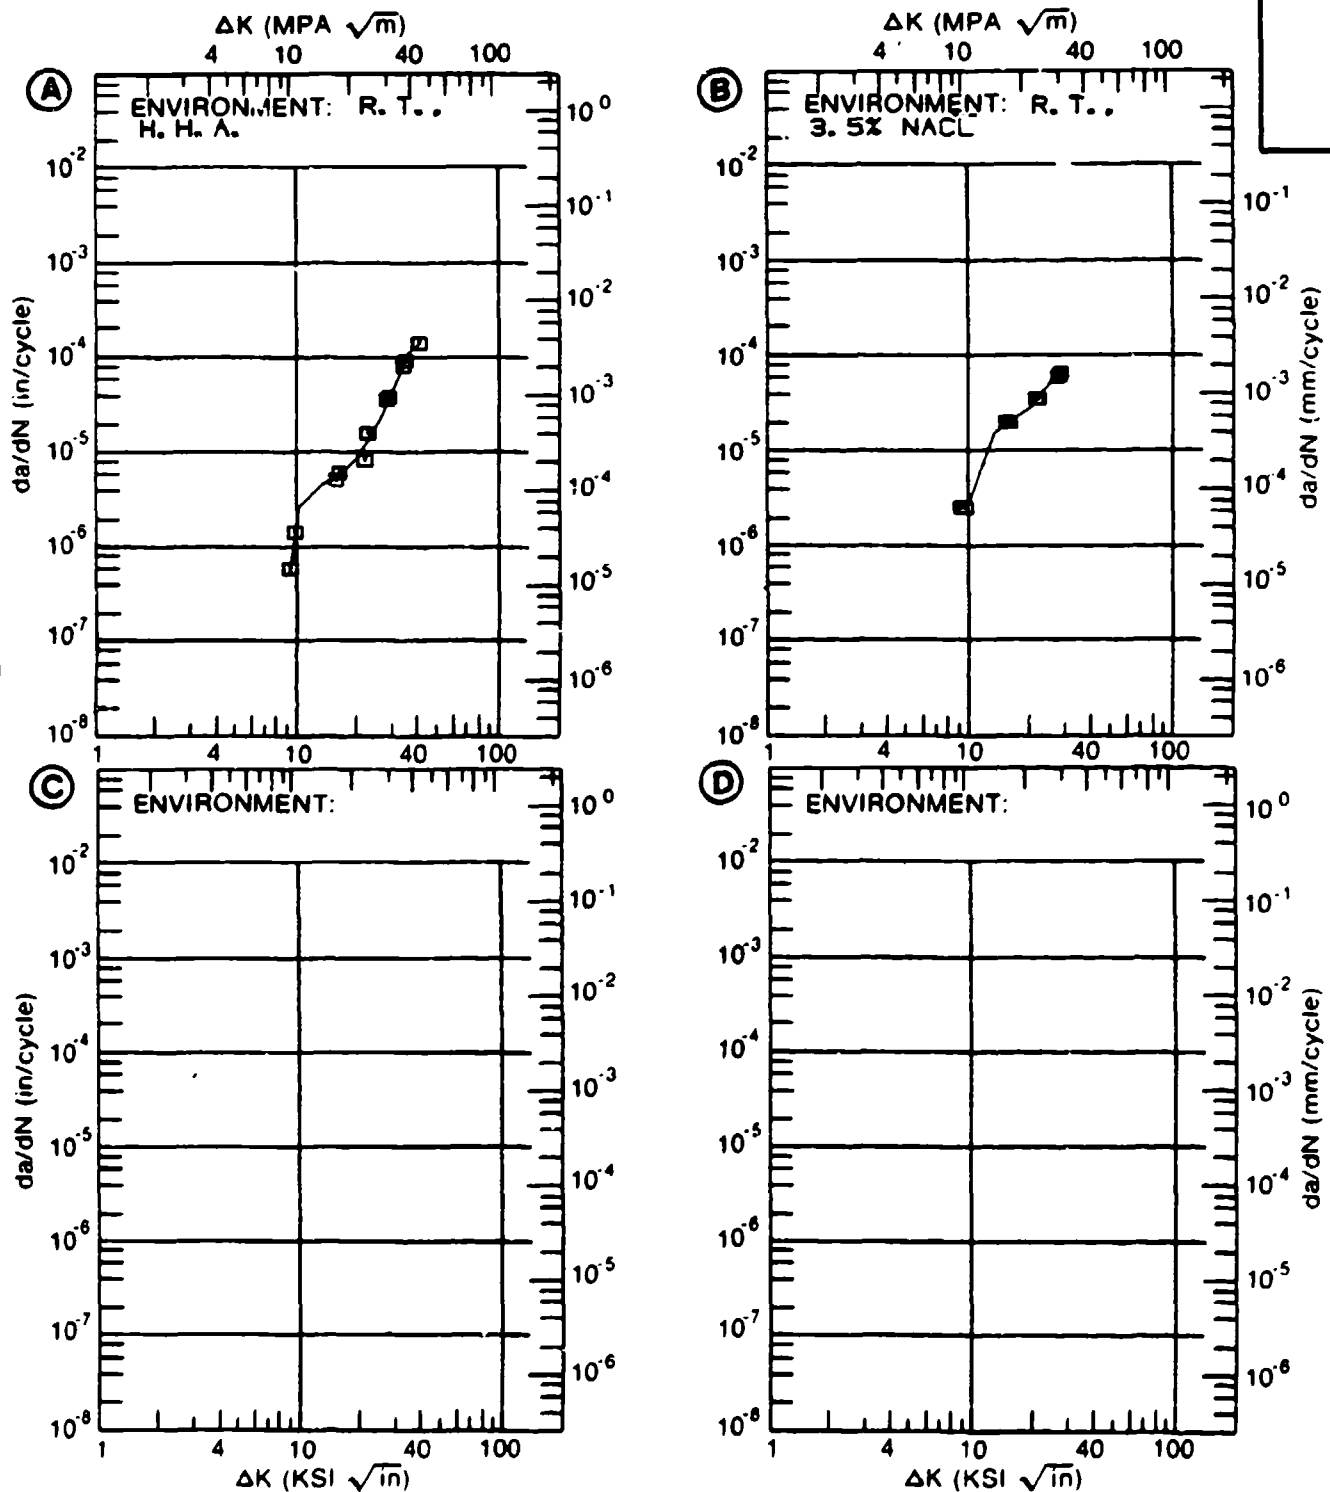 ΔK (MPA √m)
4 10 40 100
A
ENVIRONMENT: R. T.,
H. H. A.
da/dN (in/cycle)
10^-2
10^-3
10^-4
10^-5
10^-6
10^-7
10^-8
10^0
10^-1
10^-2
10^-3
10^-4
10^-5
10^-6
1 4 10 40 100
ΔK (MPA √m)
4 10 40 100
B
ENVIRONMENT: R. T.,
3.5% NACL
10^-2
10^-3
10^-4
10^-5
10^-6
10^-7
10^-8
10^-1
10^-2
10^-3
10^-4
10^-5
10^-6
da/dN (mm/cycle)
1 4 10 40 100
C
ENVIRONMENT:
da/dN (in/cycle)
10^-2
10^-3
10^-4
10^-5
10^-6
10^-7
10^-8
10^0
10^-1
10^-2
10^-3
10^-4
10^-5
10^-6
1 4 10 40 100
ΔK (KSI √in)
D
ENVIRONMENT:
10^-2
10^-3
10^-4
10^-5
10^-6
10^-7
10^-8
10^0
10^-1
10^-2
10^-3
10^-4
10^-5
10^-6
da/dN (mm/cycle)
1 4 10 40 100
ΔK (KSI √in)